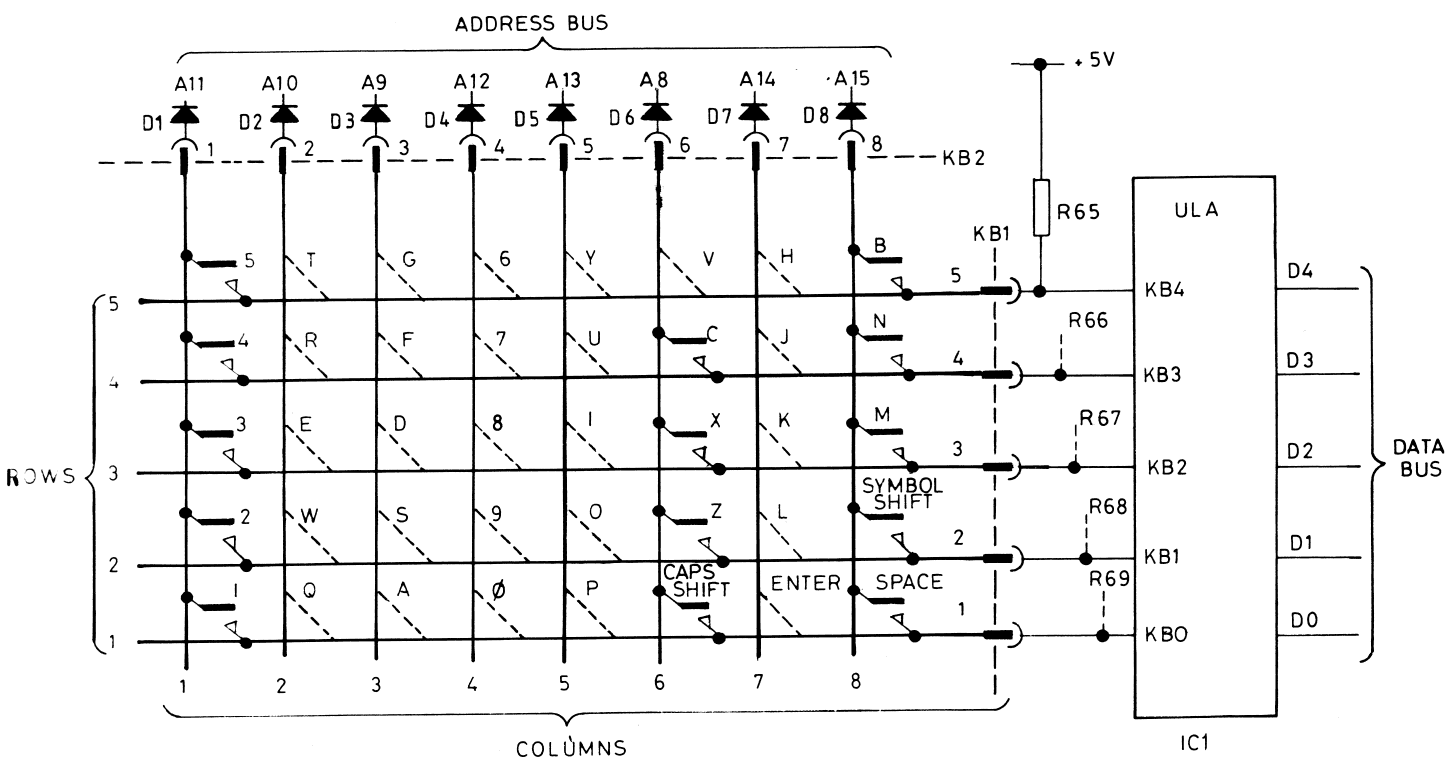 ADDRESS BUS
A11 A10 A9 A12 A13 A8 A14 A15
+5V
D1 D2 D3 D4 D5 D6 D7 D8
1 2 3 4 5 6 7 8 KB2
R65
ULA
KB1
5 T G 6 Y V H B
5 5 KB4 D4
R66
4 R F 7 U C J N
4 4 KB3 D3
R67
3 E D 8 I X K M
3 3 KB2 D2
ROWS
DATA
BUS
SYMBOL
SHIFT
R68
2 W S 9 O Z L
2 2 KB1 D1
CAPS
SHIFT
R69
1 Q A Ø P ENTER SPACE
1 1 KB0 D0
1 2 3 4 5 6 7 8
COLUMNS
IC1